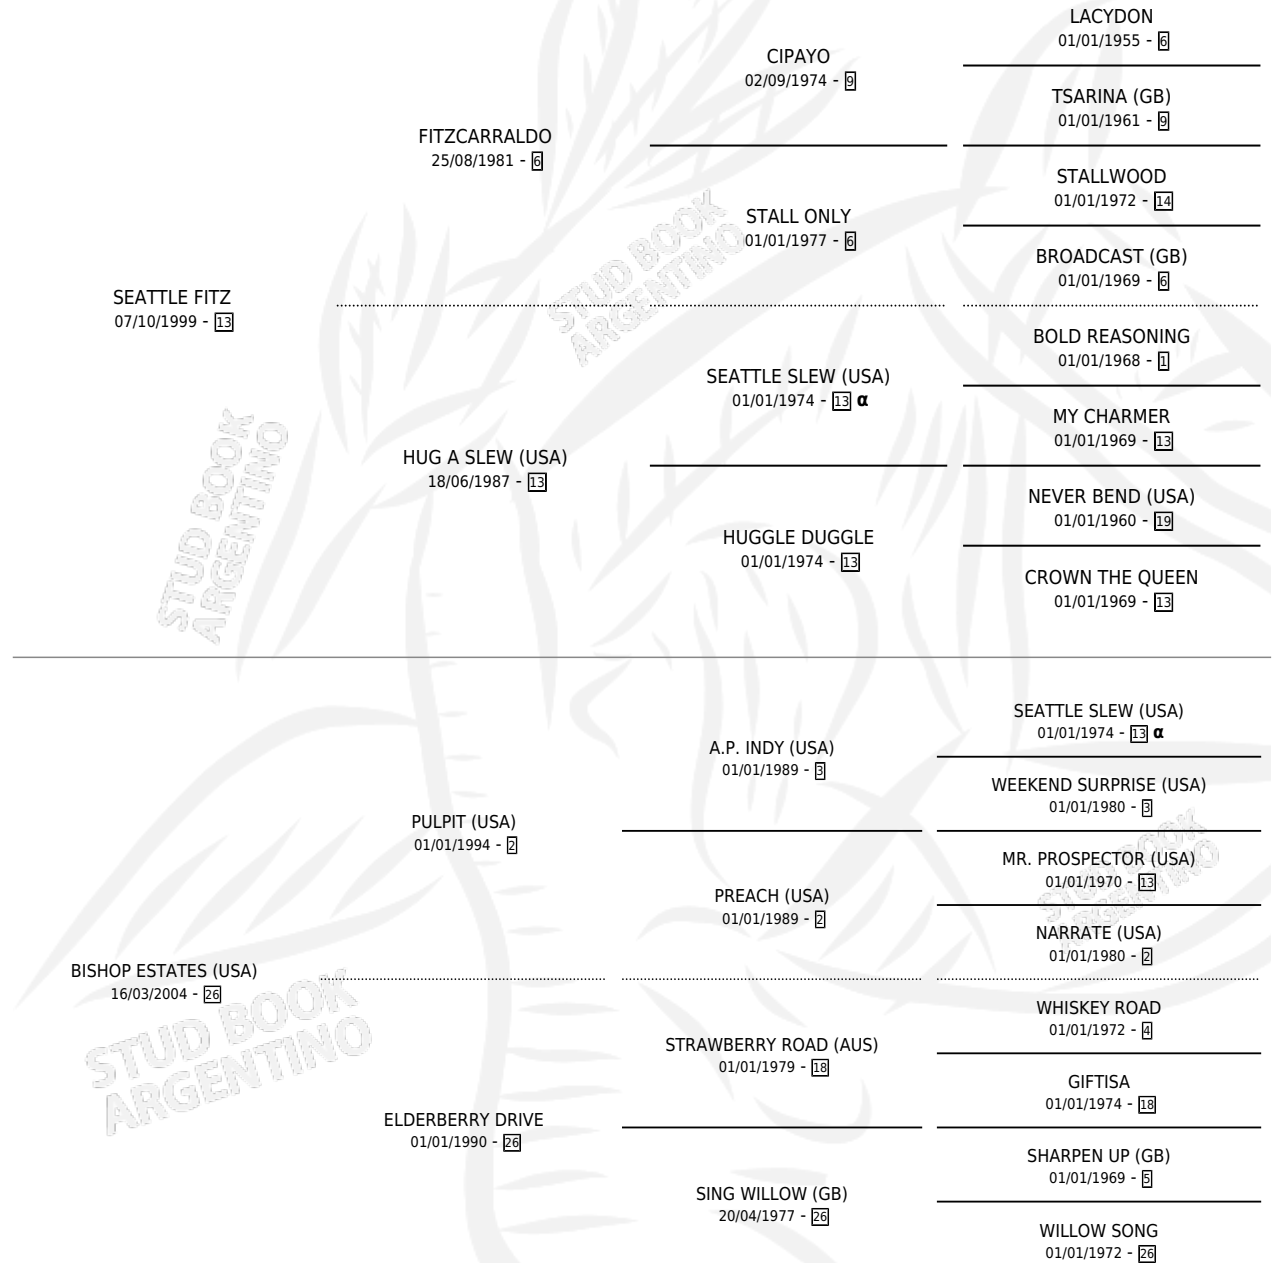 LACYDON
01/01/1955 - 6
CIPAYO
02/09/1974 - 9
TSARINA (GB)
01/01/1961 - 9
FITZCARRALDO
25/08/1981 - 6
STALLWOOD
01/01/1972 - 14
STALL ONLY
01/01/1977 - 6
BROADCAST (GB)
01/01/1969 - 6
SEATTLE FITZ
07/10/1999 - 13
BOLD REASONING
01/01/1968 - 1
SEATTLE SLEW (USA)
01/01/1974 - 13 α
MY CHARMER
01/01/1969 - 13
HUG A SLEW (USA)
18/06/1987 - 13
NEVER BEND (USA)
01/01/1960 - 19
HUGGLE DUGGLE
01/01/1974 - 13
CROWN THE QUEEN
01/01/1969 - 13
STUD BOOK
ARGENTINO
STUD BOOK
ARGENTINO
SEATTLE SLEW (USA)
01/01/1974 - 13 α
A.P. INDY (USA)
01/01/1989 - 3
WEEKEND SURPRISE (USA)
01/01/1980 - 3
PULPIT (USA)
01/01/1994 - 2
MR. PROSPECTOR (USA)
01/01/1970 - 13
PREACH (USA)
01/01/1989 - 2
NARRATE (USA)
01/01/1980 - 2
BISHOP ESTATES (USA)
16/03/2004 - 26
WHISKEY ROAD
01/01/1972 - 4
STRAWBERRY ROAD (AUS)
01/01/1979 - 18
GIFTISA
01/01/1974 - 18
ELDERBERRY DRIVE
01/01/1990 - 26
SHARPEN UP (GB)
01/01/1969 - 5
SING WILLOW (GB)
20/04/1977 - 26
WILLOW SONG
01/01/1972 - 26
STUD BOOK
ARGENTINO
STUD BOOK
ARGENTINO